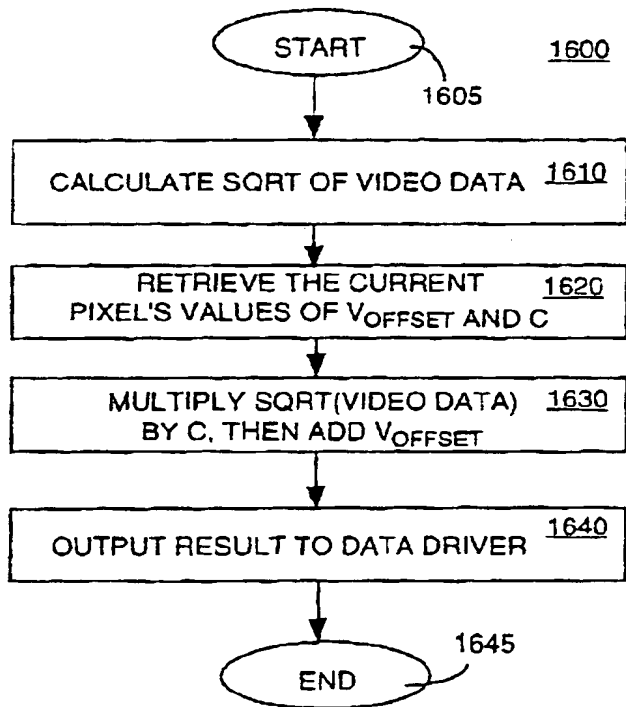 START
1600
1605
CALCULATE SQRT OF VIDEO DATA 1610
RETRIEVE THE CURRENT
PIXEL'S VALUES OF VOFFSET AND C
1620
MULTIPLY SQRT(VIDEO DATA)
BY C, THEN ADD VOFFSET
1630
OUTPUT RESULT TO DATA DRIVER 1640
1645
END